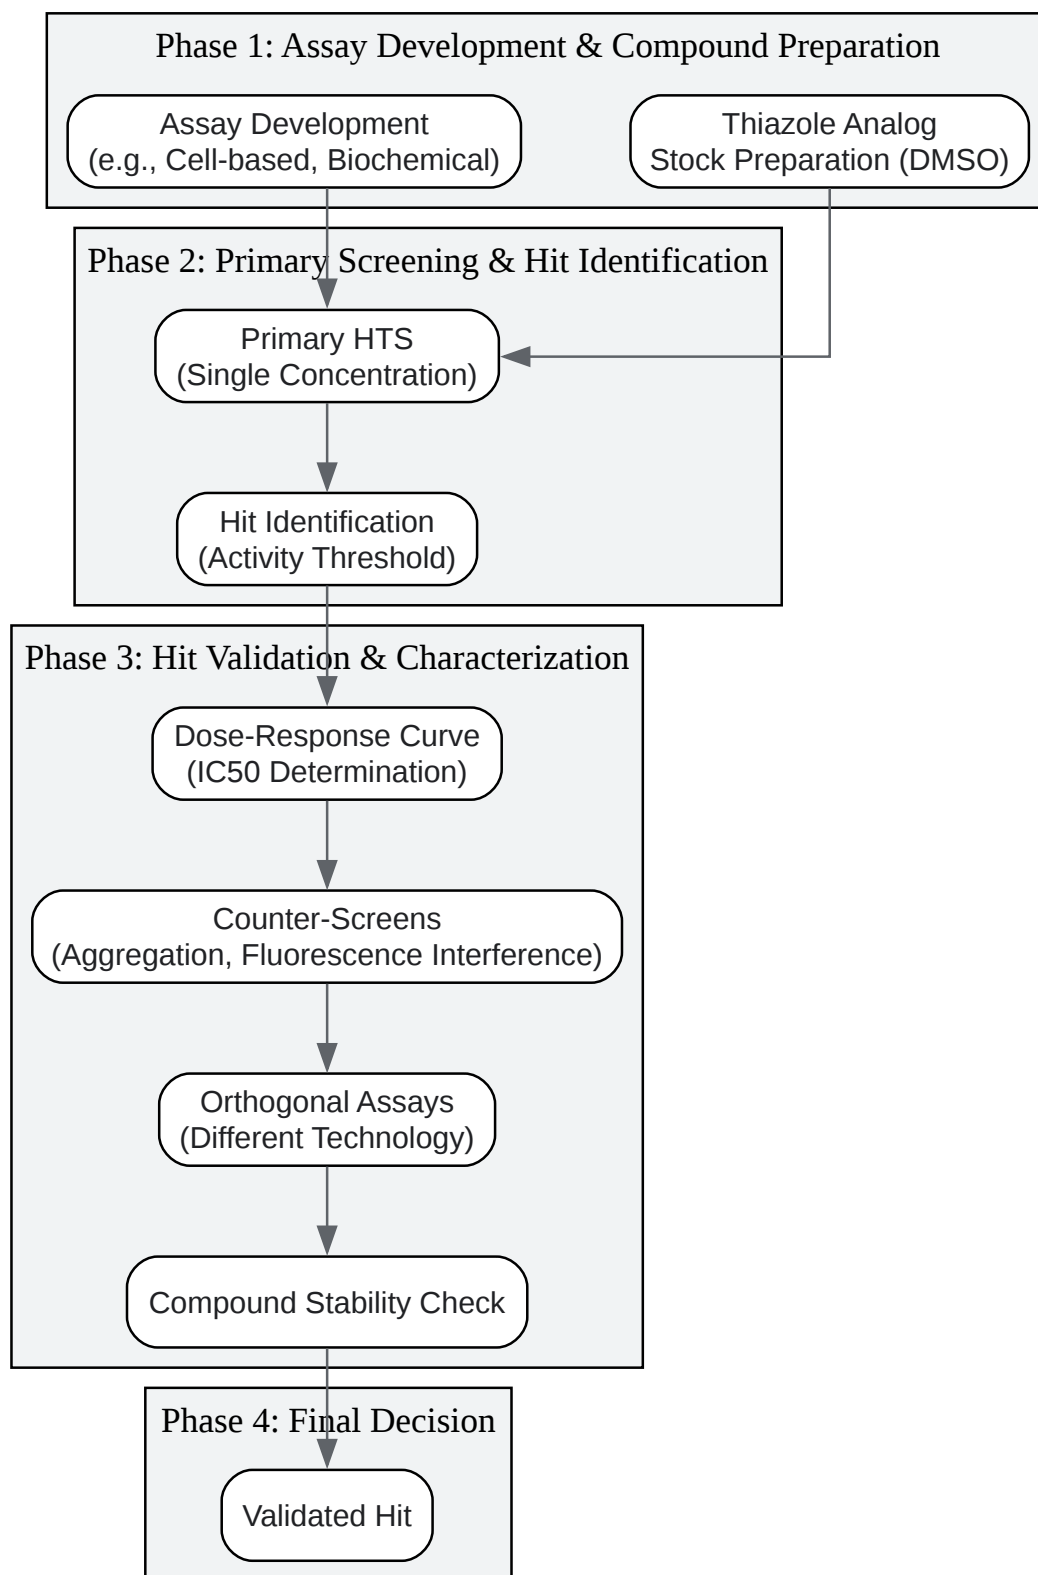 Phase 1: Assay Development & Compound Preparation
Assay Development
(e.g., Cell-based, Biochemical)
Thiazole Analog
Stock Preparation (DMSO)
Phase 2: Primary Screening & Hit Identification
Primary HTS
(Single Concentration)
Hit Identification
(Activity Threshold)
Phase 3: Hit Validation & Characterization
Dose-Response Curve
(IC50 Determination)
Counter-Screens
(Aggregation, Fluorescence Interference)
Orthogonal Assays
(Different Technology)
Compound Stability Check
Phase 4: Final Decision
Validated Hit